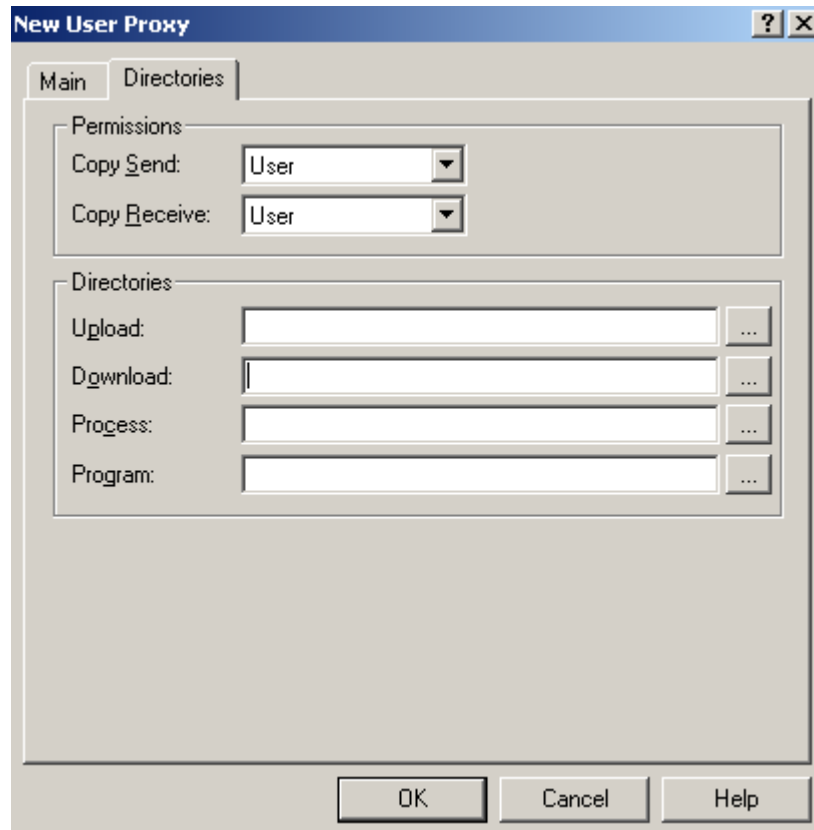 New User Proxy
Main Directories
Permissions
Copy Send: User
Copy Receive: User
Directories
Upload: ...
Download: ...
Process: ...
Program: ...
OK Cancel Help